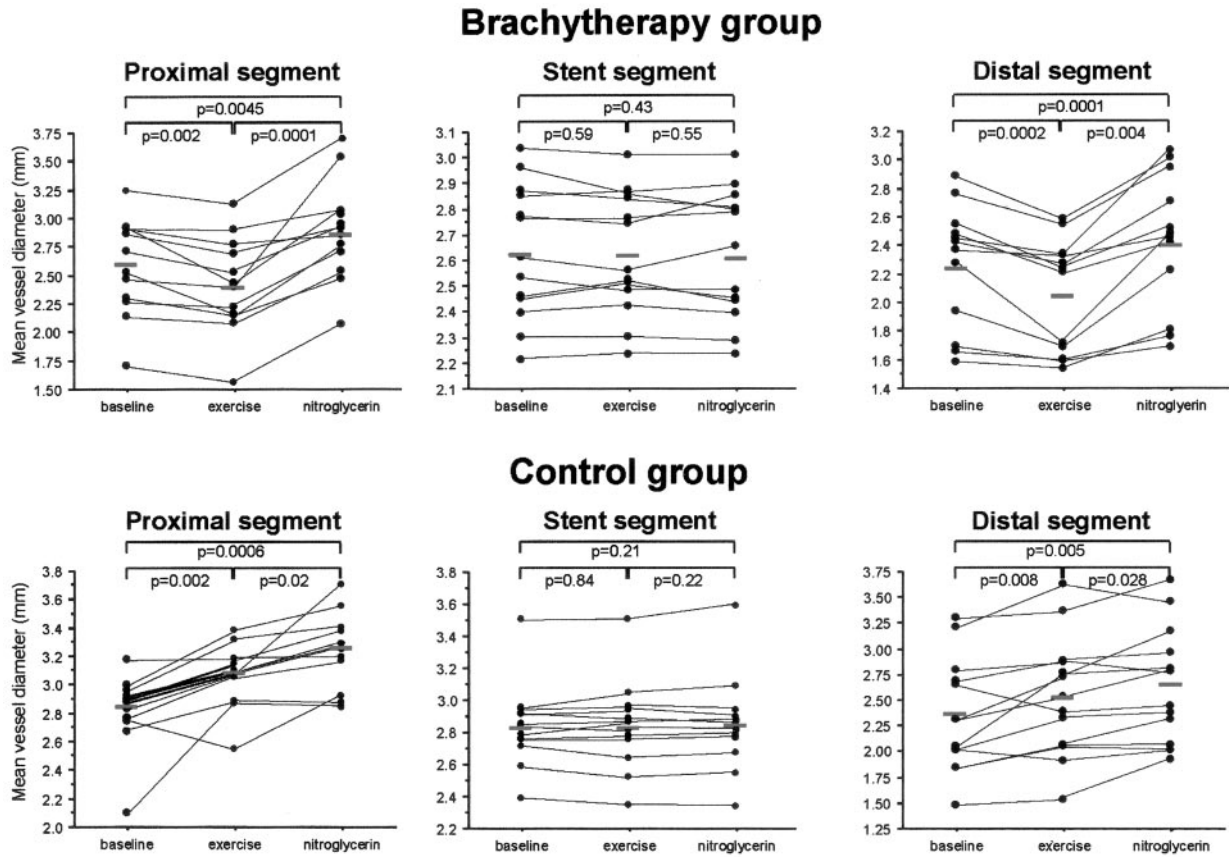 Brachytherapy group
Proximal segment
p=0.0045
p=0.002 p=0.0001
Mean vessel diameter (mm)
3.75
3.50
3.25
3.00
2.75
2.50
2.25
2.00
1.75
1.50
baseline exercise nitroglycerin
Stent segment
p=0.43
p=0.59 p=0.55
3.1
3.0
2.9
2.8
2.7
2.6
2.5
2.4
2.3
2.2
2.1
baseline exercise nitroglycerin
Distal segment
p=0.0001
p=0.0002 p=0.004
3.2
3.0
2.8
2.6
2.4
2.2
2.0
1.8
1.6
1.4
baseline exercise nitroglycerin
Control group
Proximal segment
p=0.0006
p=0.002 p=0.02
Mean vessel diameter (mm)
3.8
3.6
3.4
3.2
3.0
2.8
2.6
2.4
2.2
2.0
baseline exercise nitroglycerin
Stent segment
p=0.21
p=0.84 p=0.22
3.8
3.6
3.4
3.2
3.0
2.8
2.6
2.4
2.2
baseline exercise nitroglycerin
Distal segment
p=0.005
p=0.008 p=0.028
3.75
3.50
3.25
3.00
2.75
2.50
2.25
2.00
1.75
1.50
1.25
baseline exercise nitroglycerin